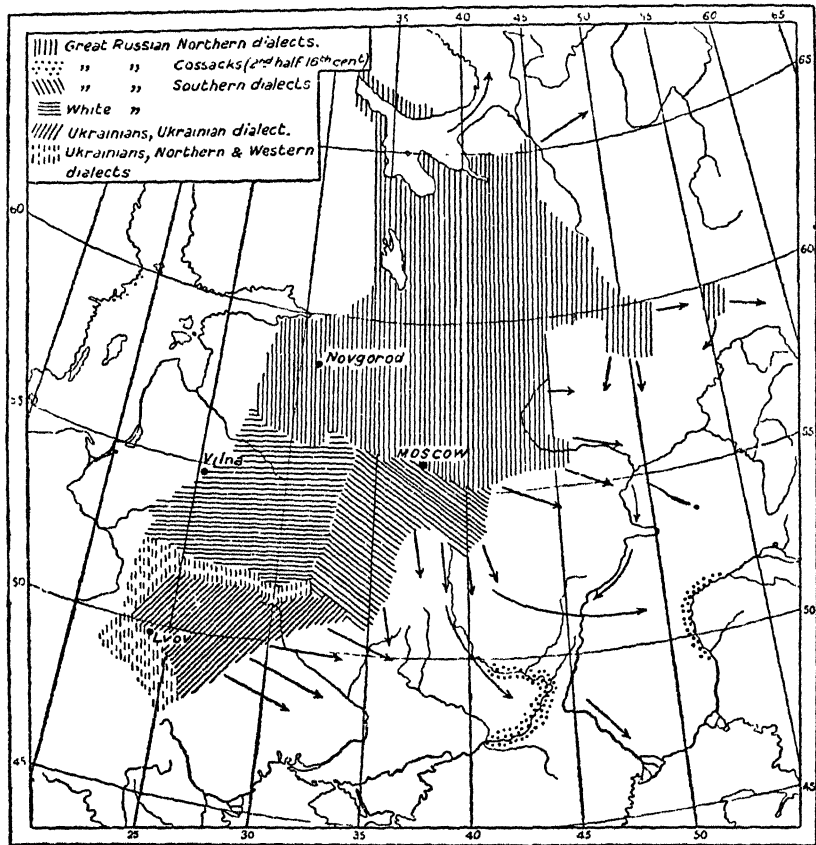 Great Russian Northern dialects.
" " Cossacks (2nd half 16th cent)
" " Southern dialects
White "
Ukrainians, Ukrainian dialect.
Ukrainians, Northern & Western
dialects
35 40 45 50 55 60 65
65
60
60
55
55
50
50
45
45
Novgorod
Vilna
MOSCOW
Lvov
25 30 35 40 45 50